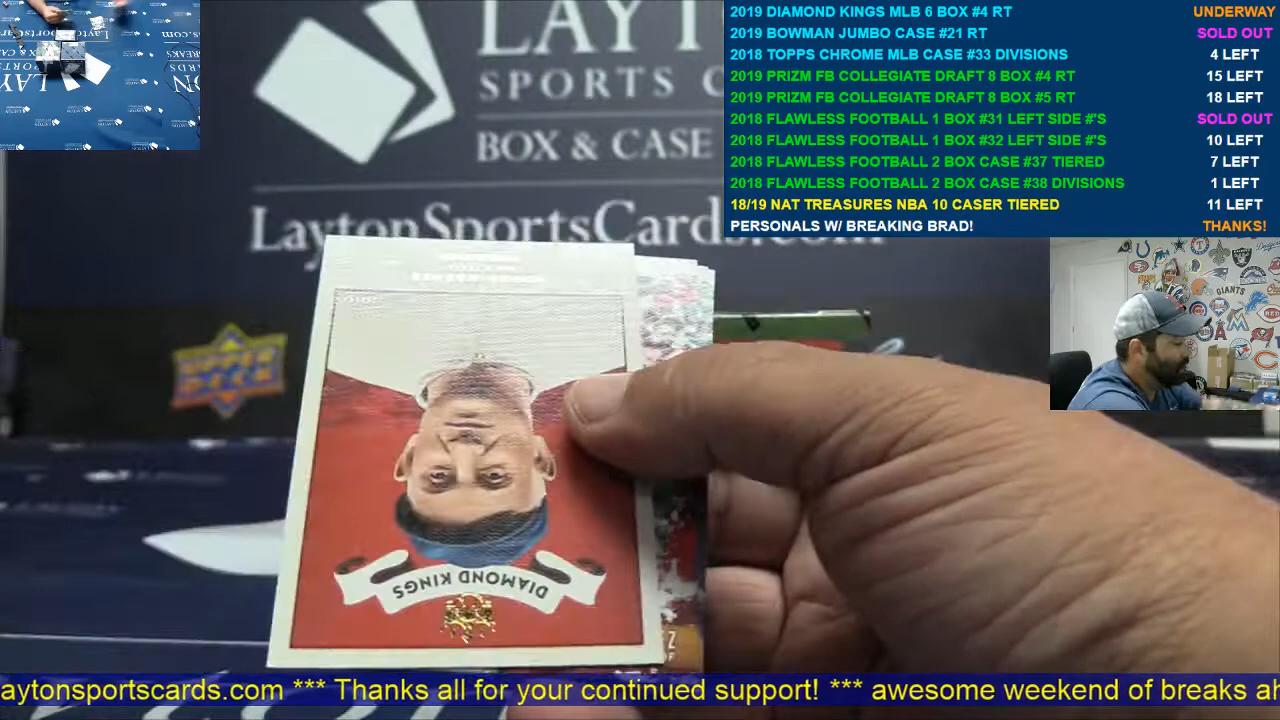 2019 DIAMOND KINGS MLB 6 BOX #4 RT UNDERWAY
2019 BOWMAN JUMBO CASE #21 RT SOLD OUT
2018 TOPPS CHROME MLB CASE #33 DIVISIONS 4 LEFT
2019 PRIZM FB COLLEGIATE DRAFT 8 BOX #4 RT 15 LEFT
2019 PRIZM FB COLLEGIATE DRAFT 8 BOX #5 RT 18 LEFT
2018 FLAWLESS FOOTBALL 1 BOX #31 LEFT SIDE #'S SOLD OUT
2018 FLAWLESS FOOTBALL 1 BOX #32 LEFT SIDE #'S 10 LEFT
2018 FLAWLESS FOOTBALL 2 BOX CASE #37 TIERED 7 LEFT
2018 FLAWLESS FOOTBALL 2 BOX CASE #38 DIVISIONS 1 LEFT
18/19 NAT TREASURES NBA 10 CASER TIERED 11 LEFT
PERSONALS W/ BREAKING BRAD! THANKS!
LAYT
SPORTS C
BOX & CASE
LaytonSportsCards.
UPPER DECK
GIANTS
DIAMOND KINGS
aytonsportscards.com *** Thanks all for your continued support! *** awesome weekend of breaks ah